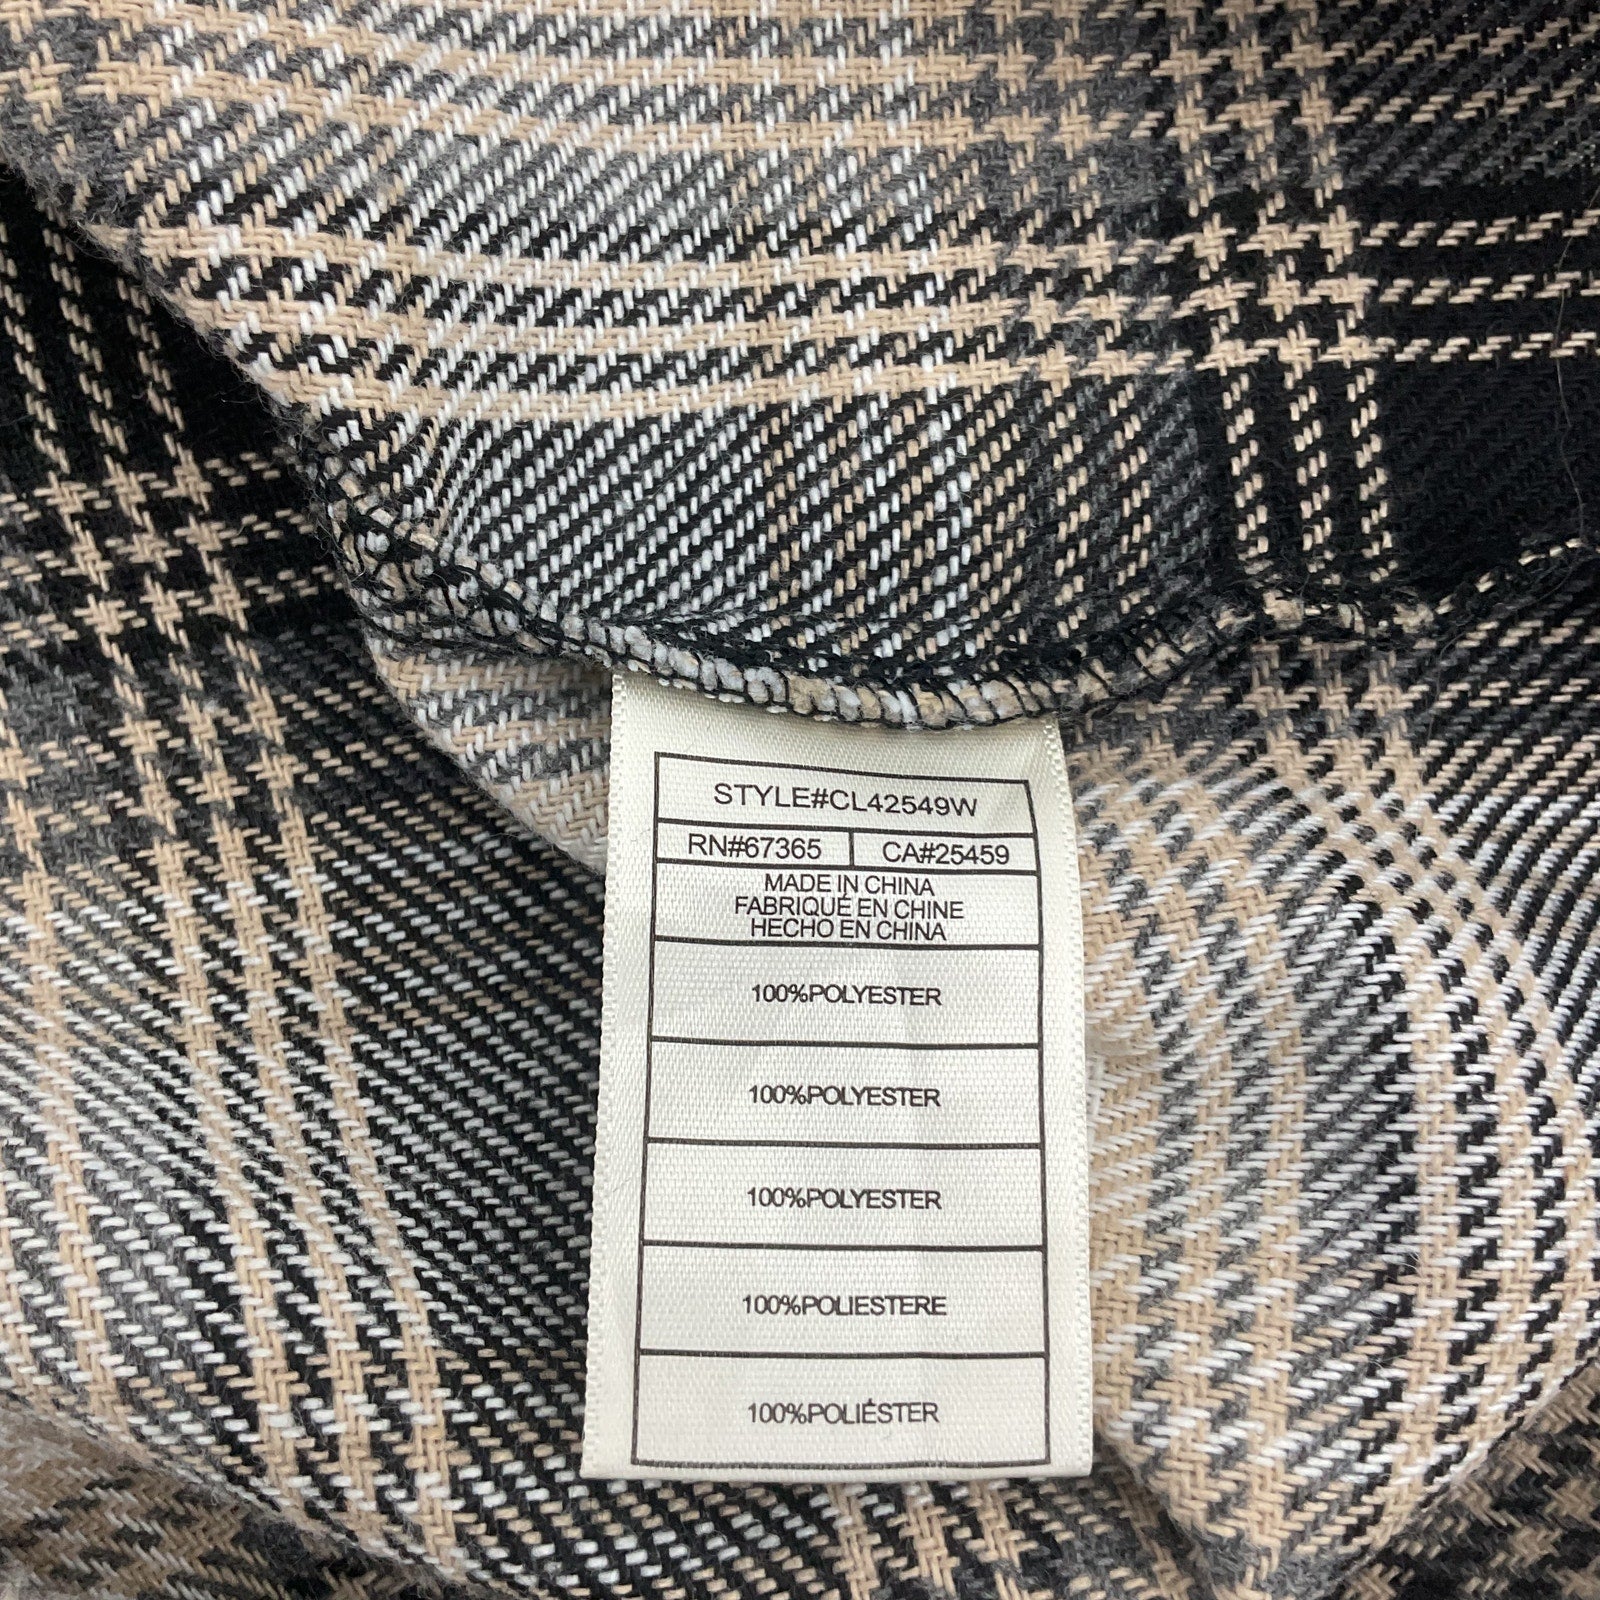 STYLE#CL42549W
RN#67365 CA#25459
MADE IN CHINA
FABRIQUÉ EN CHINE
HECHO EN CHINA
100%POLYESTER
100%POLYESTER
100%POLYESTER
100%POLIESTERE
100%POLIÉSTER